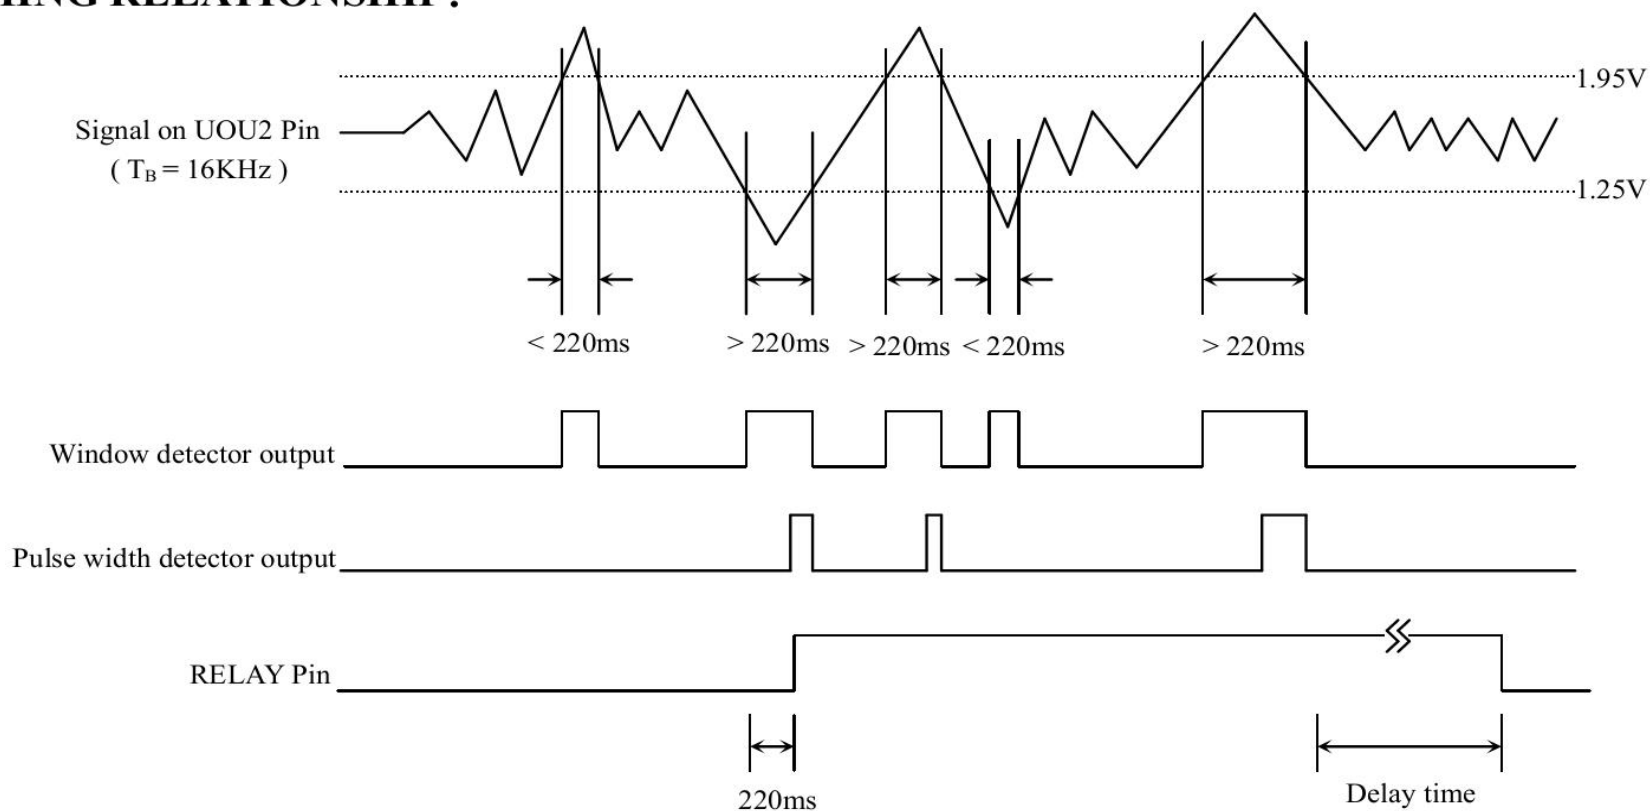 1.95V
Signal on UOU2 Pin
( TB = 16KHz )
1.25V
< 220ms
> 220ms
> 220ms
< 220ms
> 220ms
Window detector output
Pulse width detector output
RELAY Pin
220ms
Delay time